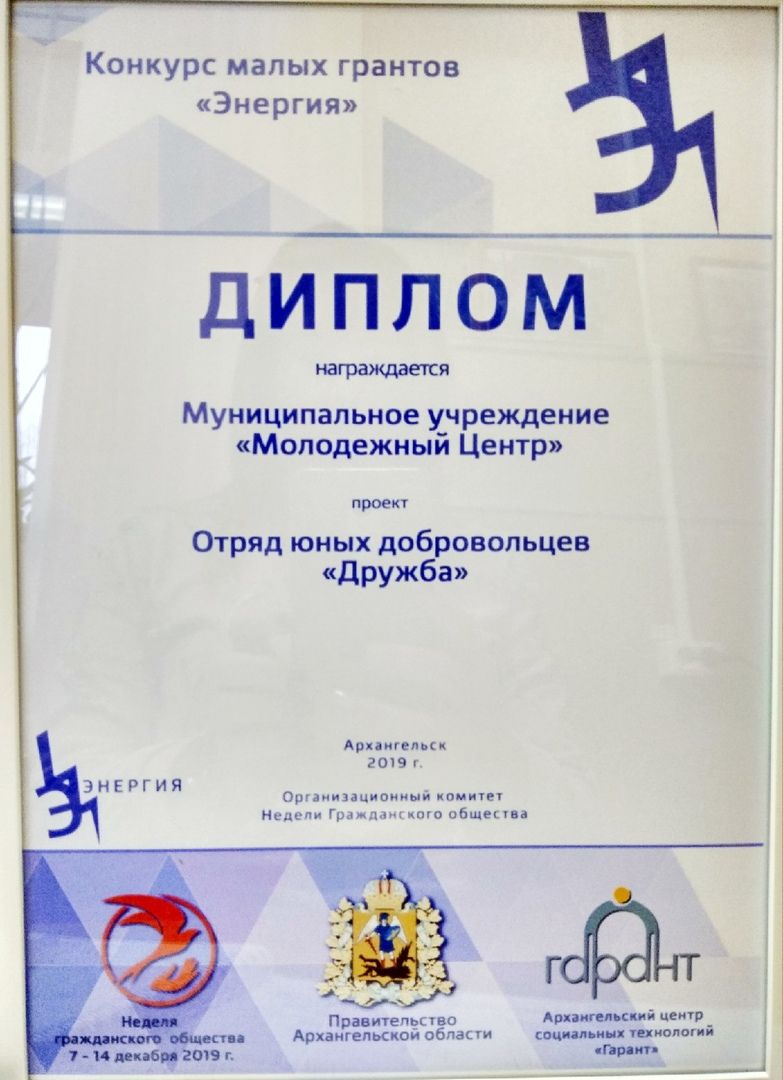 Конкурс малых грантов
«Энергия»
ДИПЛОМ
награждается
Муниципальное учреждение
«Молодежный Центр»
проект
Отряд юных добровольцев
«Дружба»
ЭНЕРГИЯ
Архангельск
2019 г.
Организационный комитет
Недели Гражданского общества
Неделя
гражданского общества
7 - 14 декабря 2019 г.
Правительство
Архангельской области
гарант
Архангельский центр
социальных технологий
«Гарант»